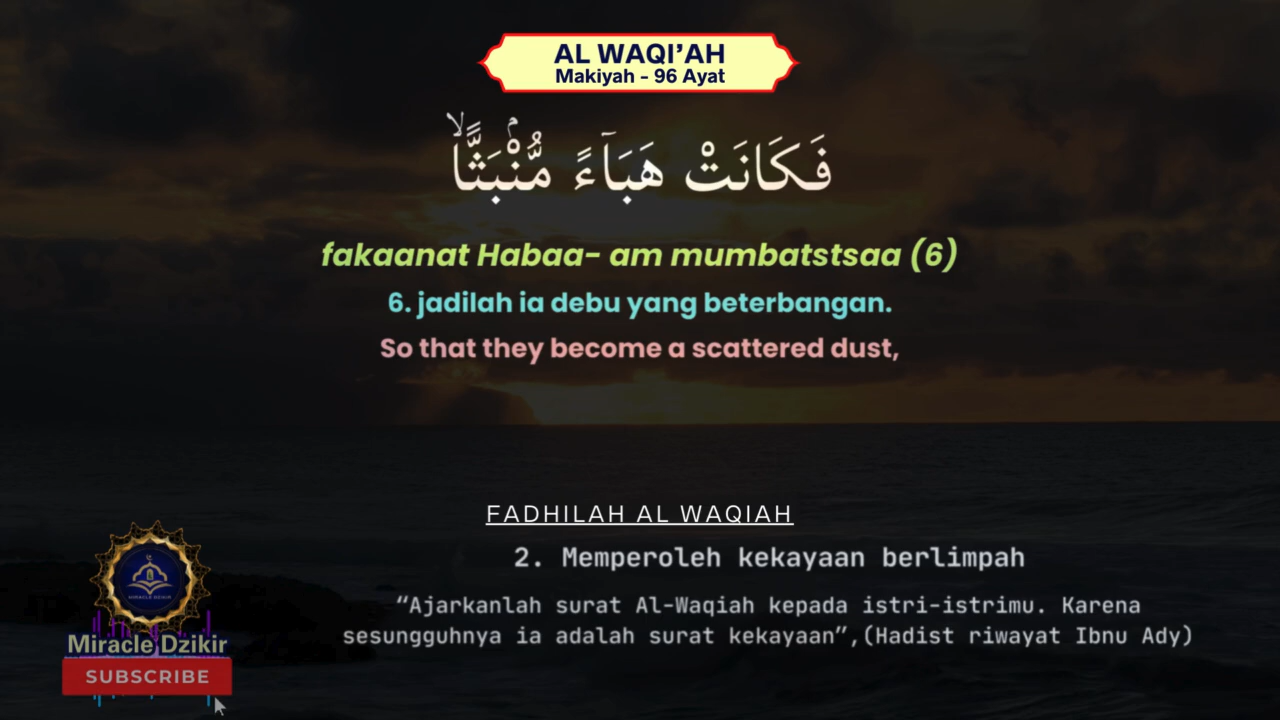 AL WAQI’AH
Makiyah - 96 Ayat
فَكَانَتْ هَبَاۤءً مُّنْۢبَثًّاۙ
fakaanat Habaa- am mumbatstsaa (6)
6. jadilah ia debu yang beterbangan.
So that they become a scattered dust,
FADHILAH AL WAQIAH
2. Memperoleh kekayaan berlimpah
“Ajarkanlah surat Al-Waqiah kepada istri-istrimu. Karena
sesungguhnya ia adalah surat kekayaan”,(Hadist riwayat Ibnu Ady)
MIRACLE DZIKIR
Miracle Dzikir
SUBSCRIBE